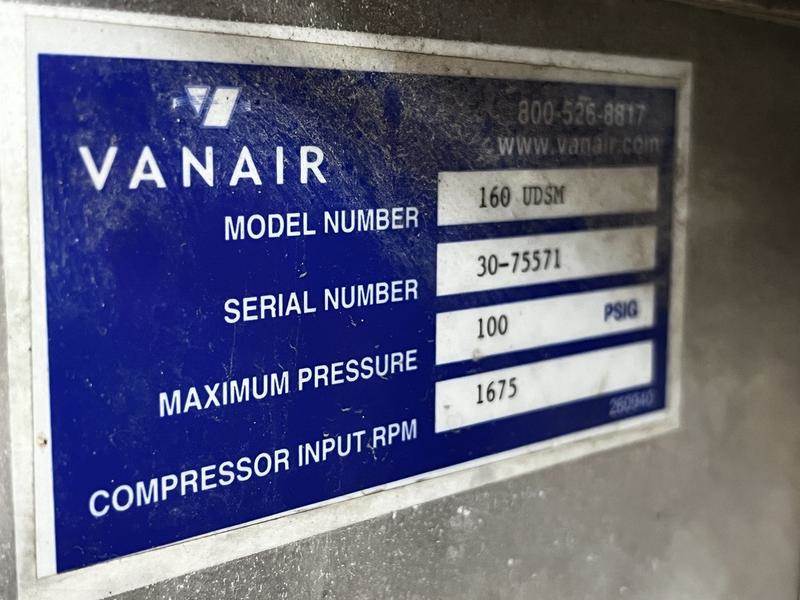 800-526-8817
www.vanair.com
VANAIR
MODEL NUMBER 160 UDSM
SERIAL NUMBER 30-75571
MAXIMUM PRESSURE 100 PSIG
COMPRESSOR INPUT RPM 1675
260940